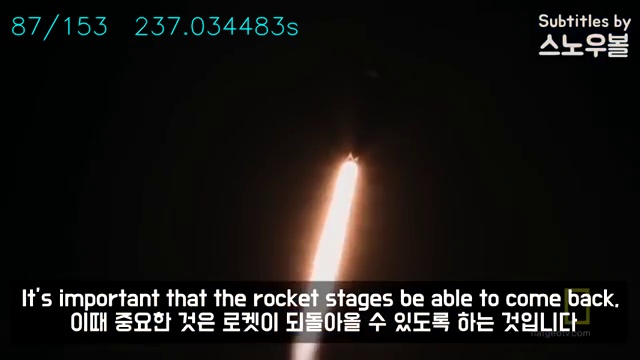 87/153 237.034483s
Subtitles by
스노우볼
It's important that the rocket stages be able to come back,
이때 중요한 것은 로켓이 되돌아올 수 있도록 하는 것입니다
natgeotv.com